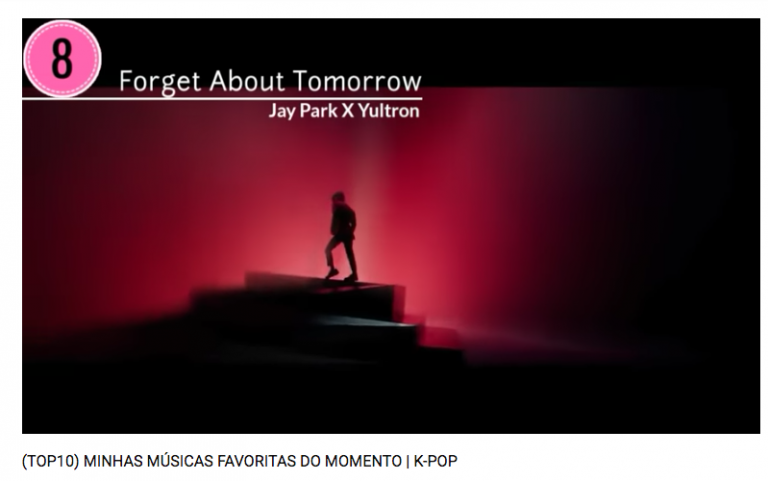 8
Forget About Tomorrow
Jay Park X Yultron
(TOP10) MINHAS MÚSICAS FAVORITAS DO MOMENTO | K-POP